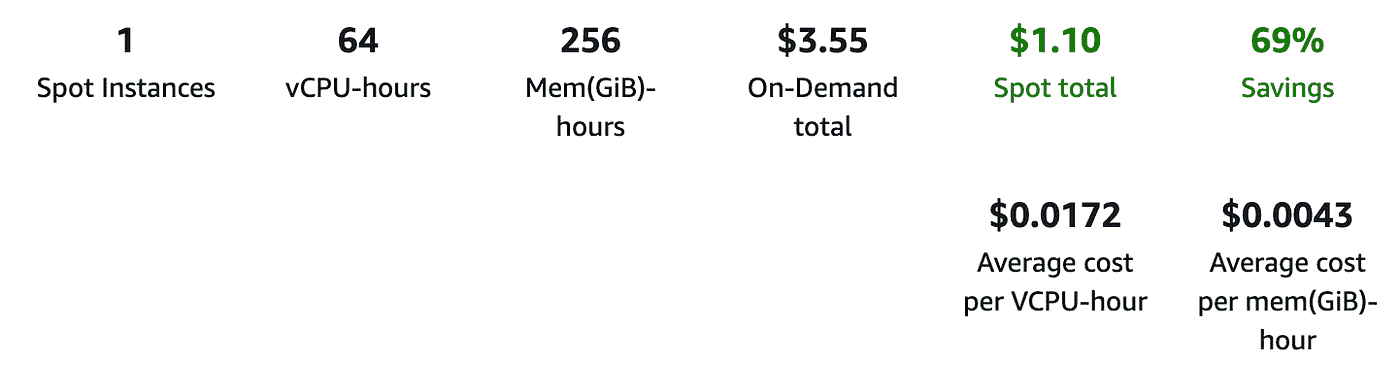 1
Spot Instances
64
vCPU-hours
256
Mem(GiB)-
hours
$3.55
On-Demand
total
$1.10
Spot total
69%
Savings
$0.0172
Average cost
per VCPU-hour
$0.0043
Average cost
per mem(GiB)-
hour